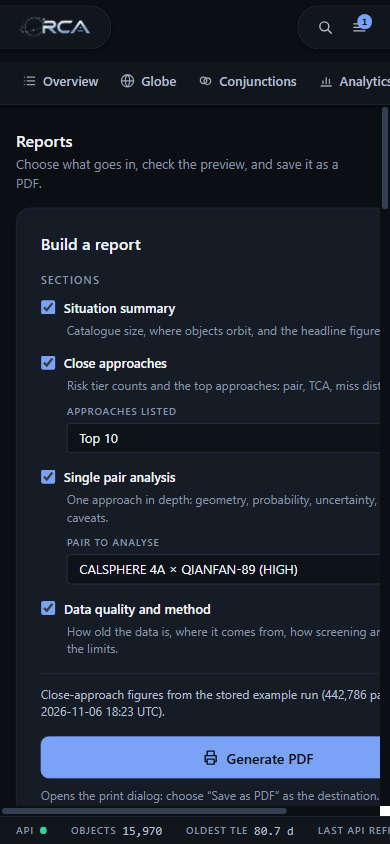 ORCA
1
Overview
Globe
Conjunctions
Analytics
Reports
Choose what goes in, check the preview, and save it as a
PDF.
Build a report
SECTIONS
Situation summary
Catalogue size, where objects orbit, and the headline figure
Close approaches
Risk tier counts and the top approaches: pair, TCA, miss dist
APPROACHES LISTED
Top 10
Single pair analysis
One approach in depth: geometry, probability, uncertainty,
caveats.
PAIR TO ANALYSE
CALSPHERE 4A × QIANFAN-89 (HIGH)
Data quality and method
How old the data is, where it comes from, how screening an
the limits.
Close-approach figures from the stored example run (442,786 pa
2026-11-06 18:23 UTC).
Generate PDF
Opens the print dialog: choose “Save as PDF” as the destination.
API
OBJECTS 15,970
OLDEST TLE 80.7 d
LAST API REF